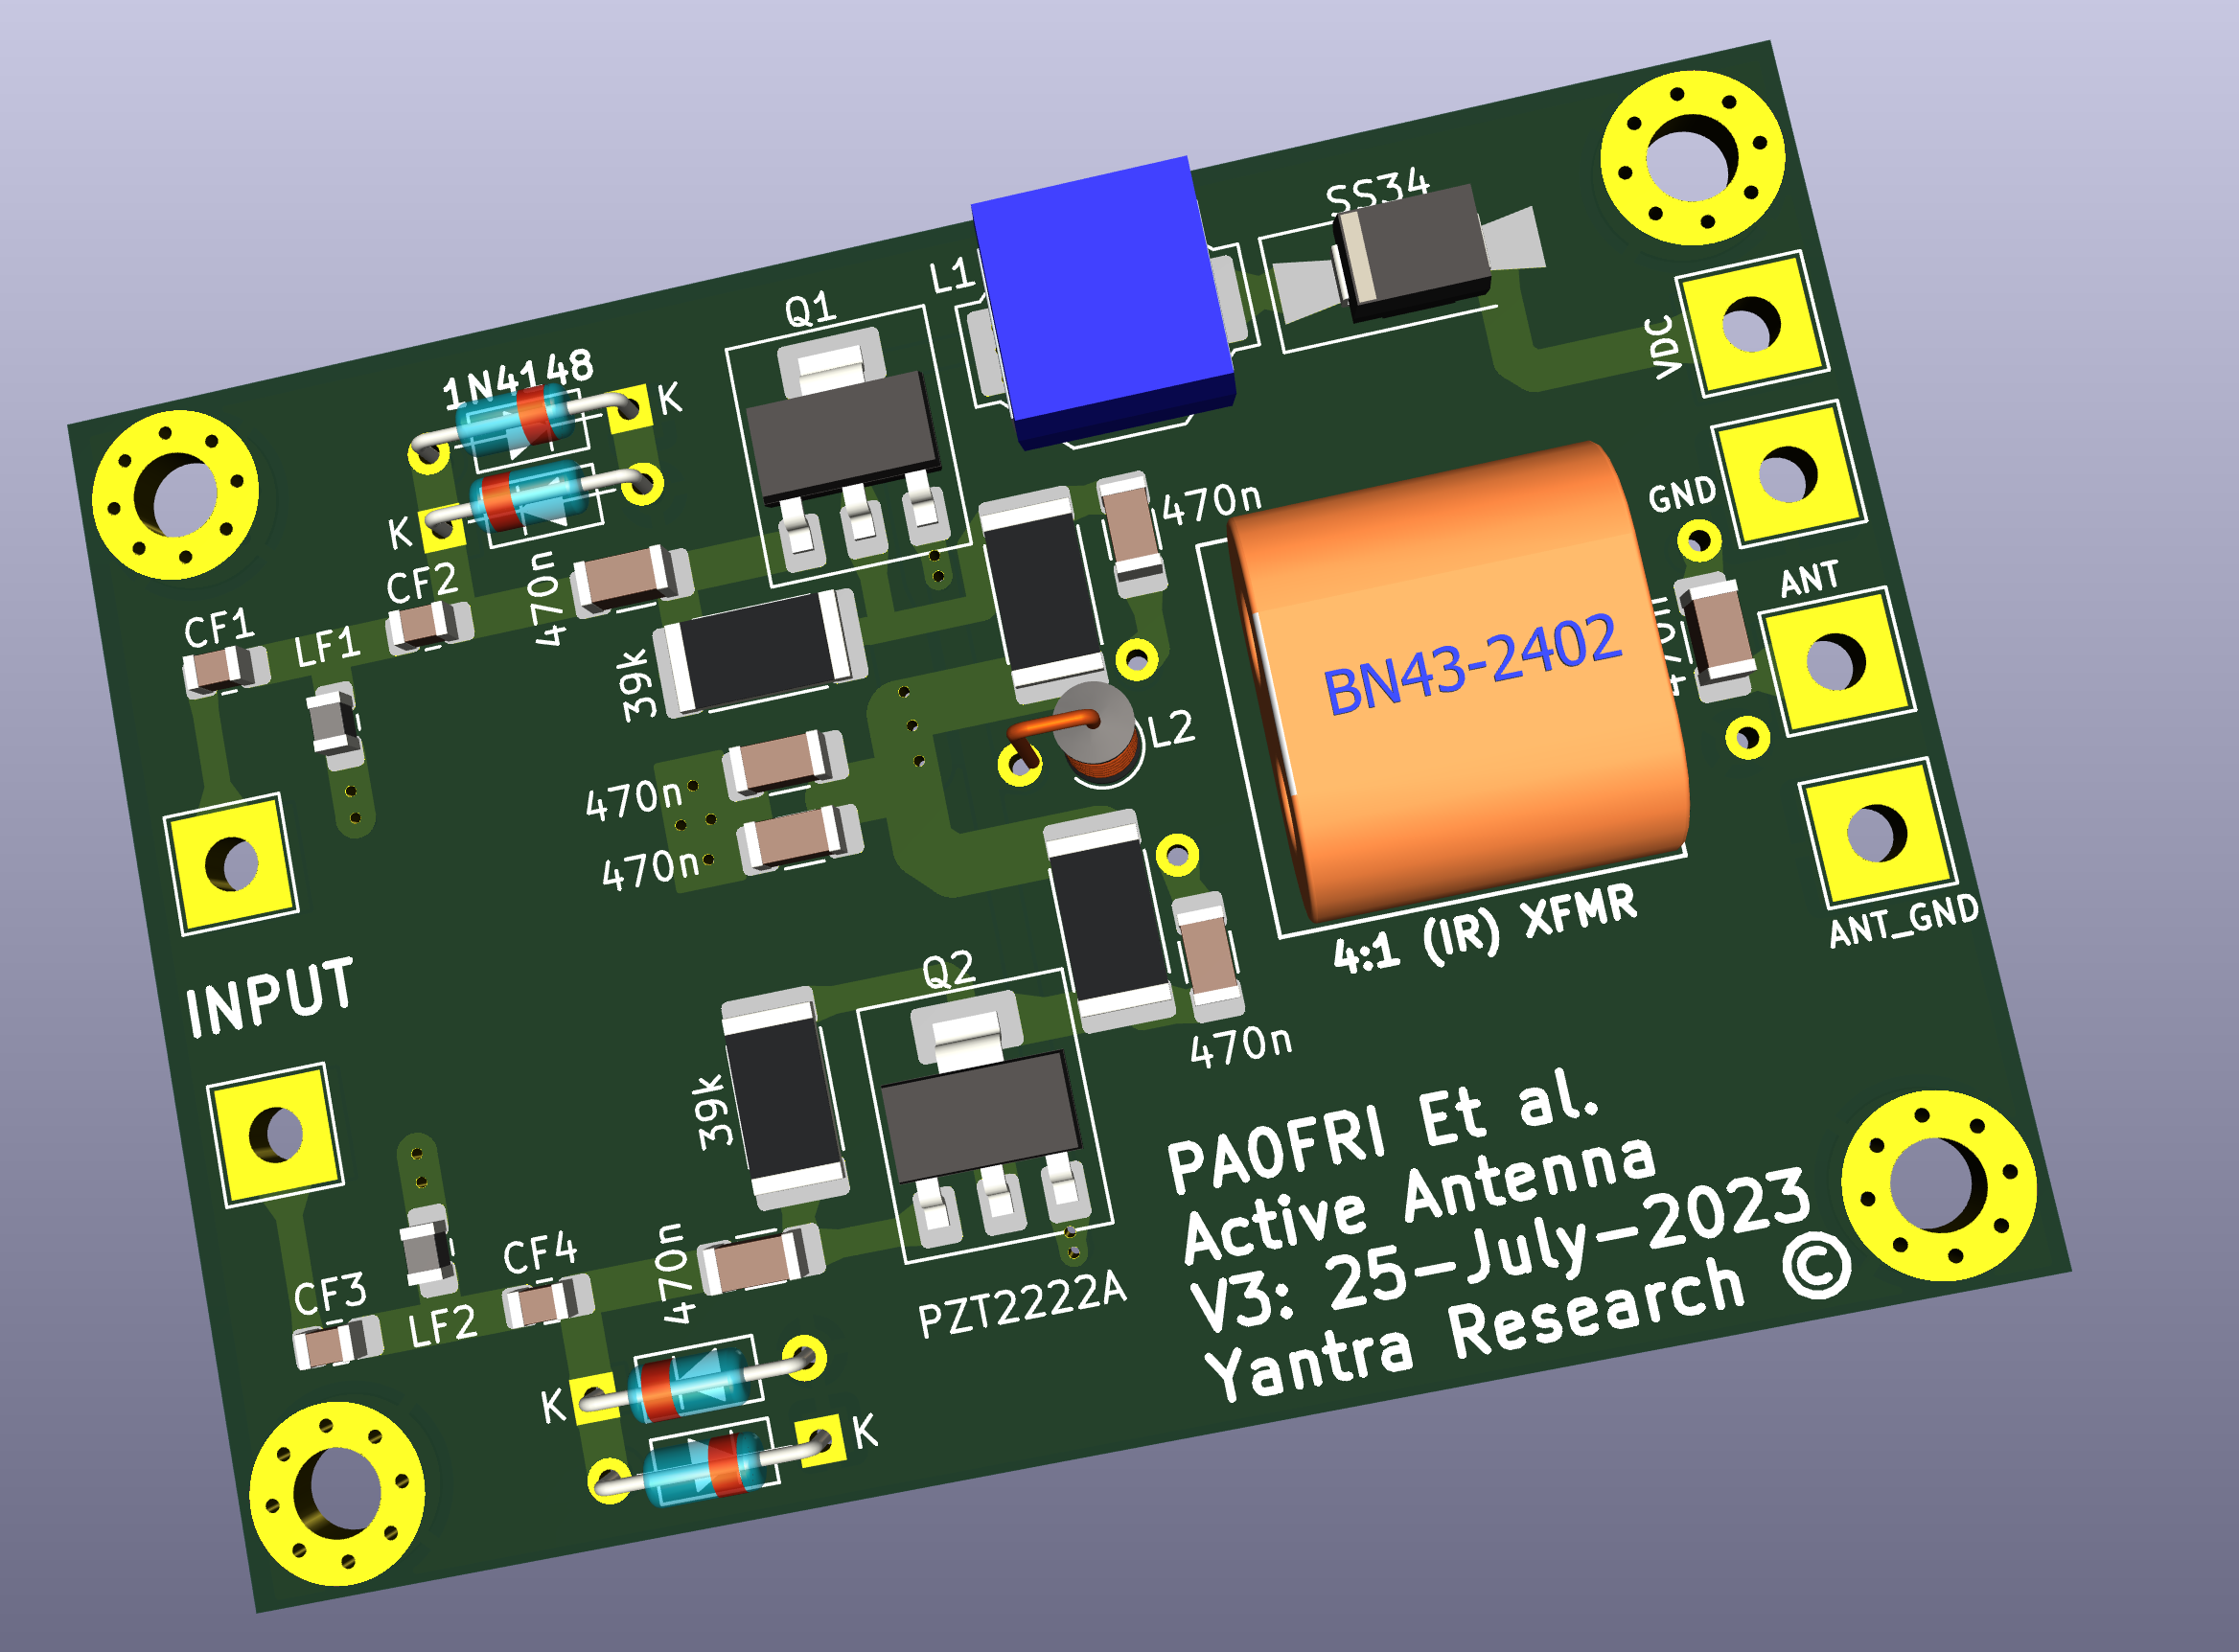 SS34
L1
Q1
VDC
1N4148
K
K
GND
470n
470n
CF2
ANT
CF1
LF1
BN43-2402
39k
L2
470n
470n
ANT_GND
4:1 (IR) XFMR
INPUT
Q2
470n
39k
PA0FRI Et al.
Active Antenna
V3: 25-July-2023
Yantra Research ©
CF4
470n
CF3
LF2
PZT2222A
K
K